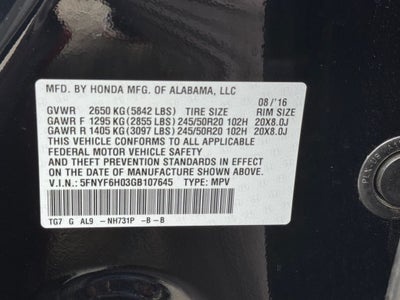 MFD. BY HONDA MFG. OF ALABAMA, LLC
08/'16
GVWR 2650 KG (5842 LBS) TIRE SIZE RIM SIZE
GAWR F 1295 KG (2855 LBS) 245/50R20 102H 20X8.0J
GAWR R 1405 KG (3097 LBS) 245/50R20 102H 20X8.0J
THIS VEHICLE CONFORMS TO ALL APPLICABLE
FEDERAL MOTOR VEHICLE SAFETY
AND THEFT PREVENTION STANDARDS IN EFFECT
ON THE DATE OF MANUFACTURE SHOWN ABOVE.
V.I.N.: 5FNYF6H03GB107645 TYPE: MPV
TG7 G AL9 -NH731P -B-B